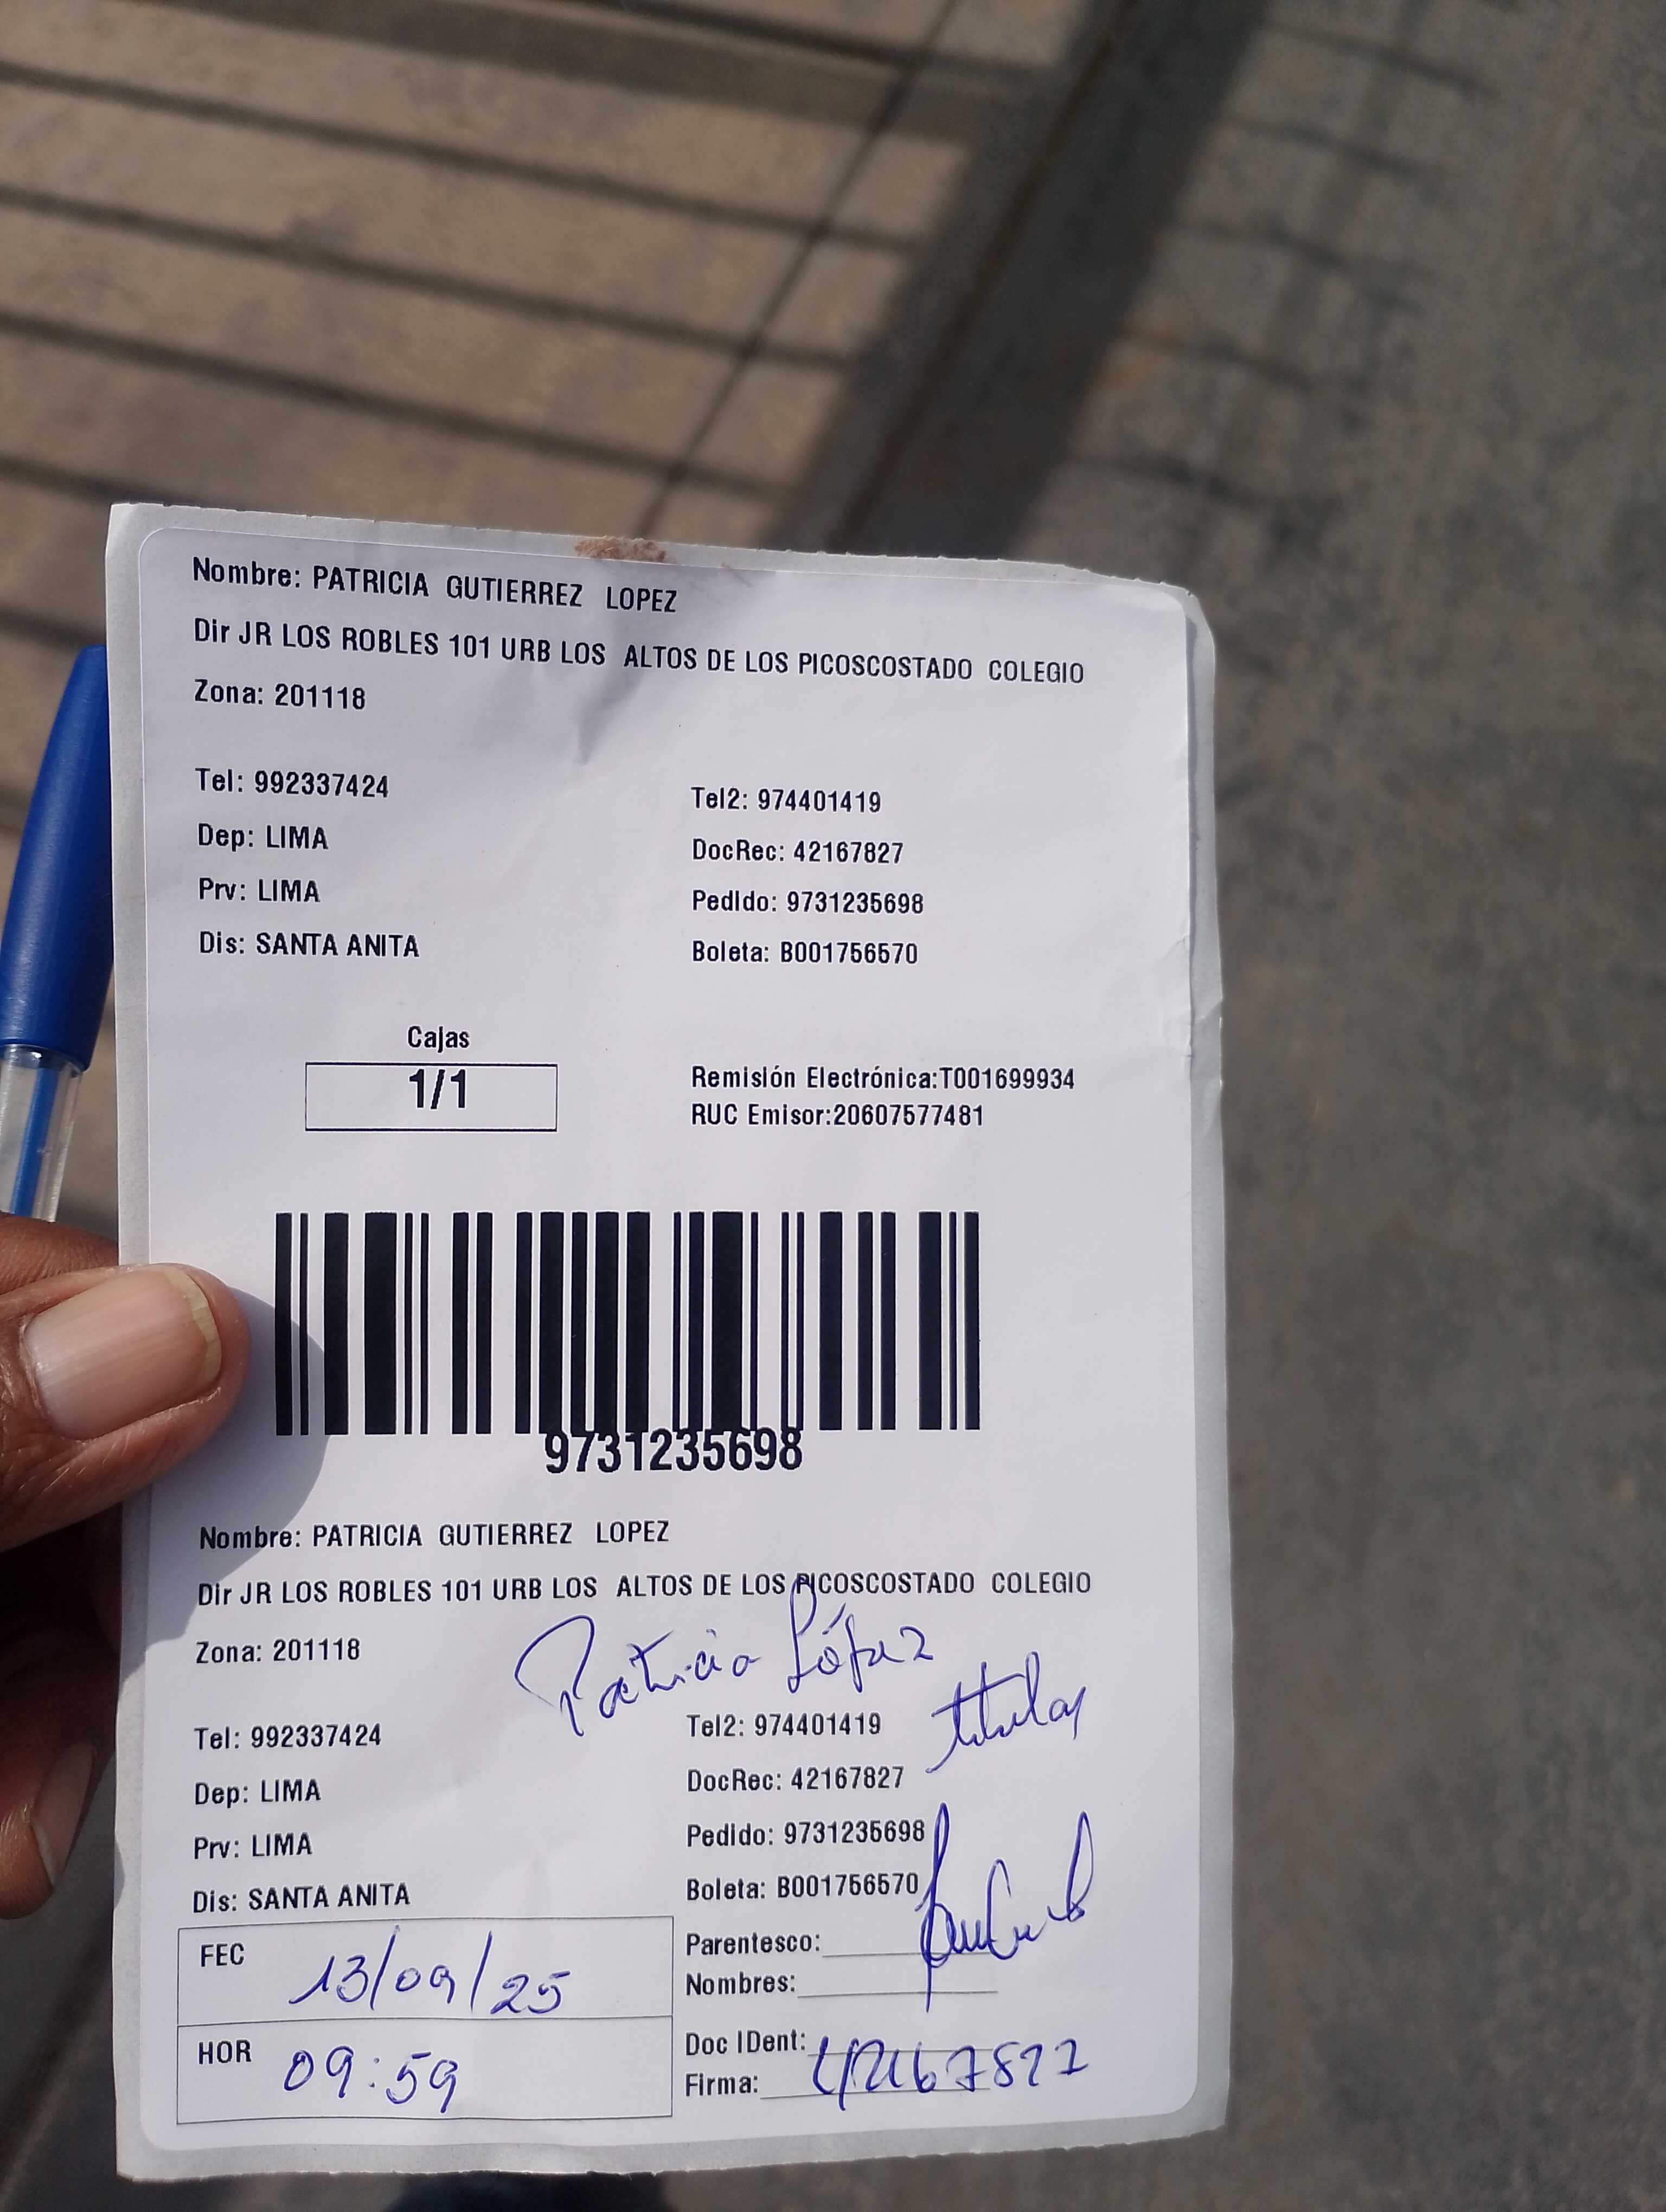 Nombre: PATRICIA GUTIERREZ LOPEZ
Dir JR LOS ROBLES 101 URB LOS ALTOS DE LOS PICOSCOSTADO COLEGIO
Zona: 201118
Tel: 992337424
Tel2: 974401419
Dep: LIMA
DocRec: 42167827
Prv: LIMA
Pedido: 9731235698
Dis: SANTA ANITA
Boleta: B001756570
Cajas
1/1
Remisión Electrónica:T001699934
RUC Emisor:20607577481
9731235698
Nombre: PATRICIA GUTIERREZ LOPEZ
Dir JR LOS ROBLES 101 URB LOS ALTOS DE LOS PICOSCOSTADO COLEGIO
Zona: 201118
Patricia López
titular
Tel: 992337424
Tel2: 974401419
Dep: LIMA
DocRec: 42167827
Prv: LIMA
Pedido: 9731235698
Dis: SANTA ANITA
Boleta: B001756570
FEC 13/09/25
Parentesco:
Nombres:
HOR 09:59
Doc IDent: 42167827
Firma: